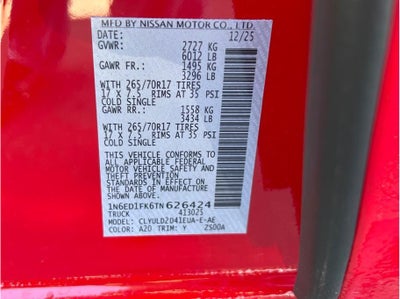 MFD BY NISSAN MOTOR CO., LTD.
DATE: 12/25
GVWR: 2727 KG
6012 LB
GAWR FR.: 1495 KG
3296 LB
WITH 265/70R17 TIRES
17 X 7.5 RIMS AT 35 PSI
COLD SINGLE
GAWR RR.: 1558 KG
3434 LB
WITH 265/70R17 TIRES
17 X 7.5 RIMS AT 35 PSI
COLD SINGLE
THIS VEHICLE CONFORMS TO
ALL APPLICABLE FEDERAL
MOTOR VEHICLE SAFETY AND
THEFT PREVENTION
STANDARDS IN EFFECT ON
THE DATE OF MANUFACTURE
SHOWN ABOVE.
1N6ED1FK6TN626424
TRUCK 413025
MODEL: CLYULD2D41EUA-E-AE
COLOR: A20 TRIM: Y ZS00A